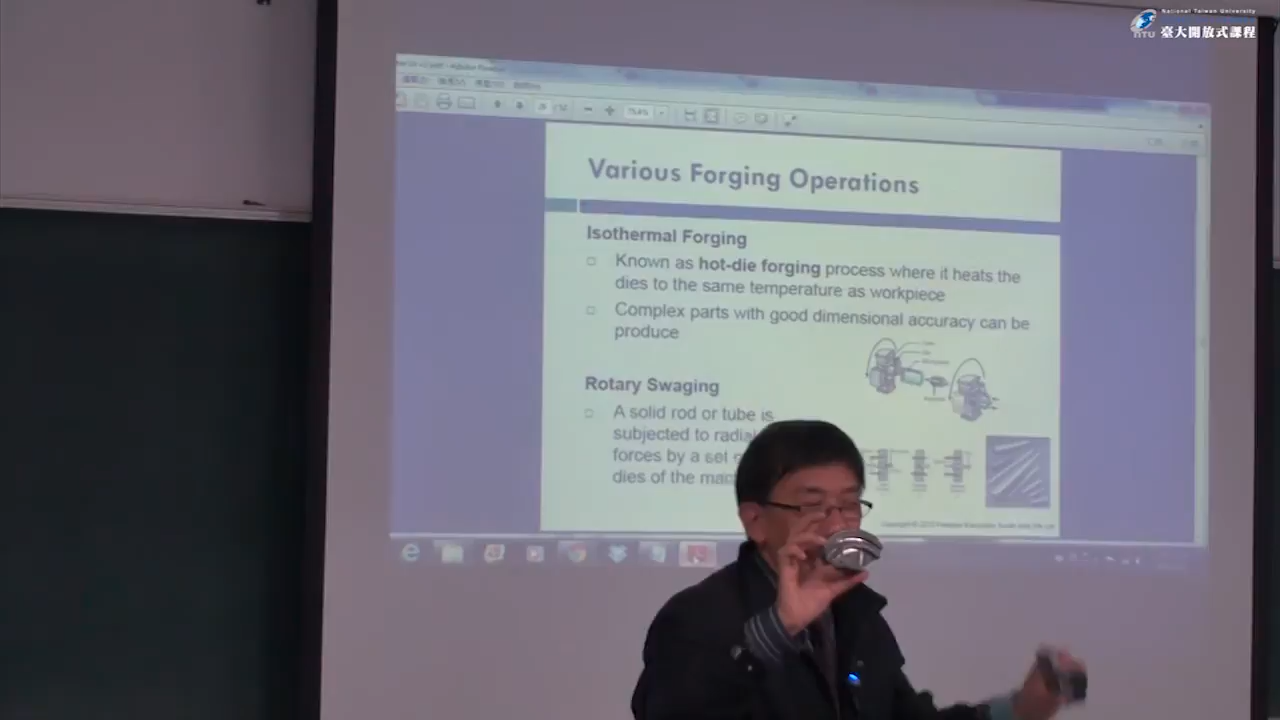 National Taiwan University
NTU 臺大開放式課程
Various Forging Operations
Isothermal Forging
Known as hot-die forging process where it heats the
dies to the same temperature as workpiece
Complex parts with good dimensional accuracy can be
produce
Rotary Swaging
A solid rod or tube is
subjected to radial
forces by a set
dies of the